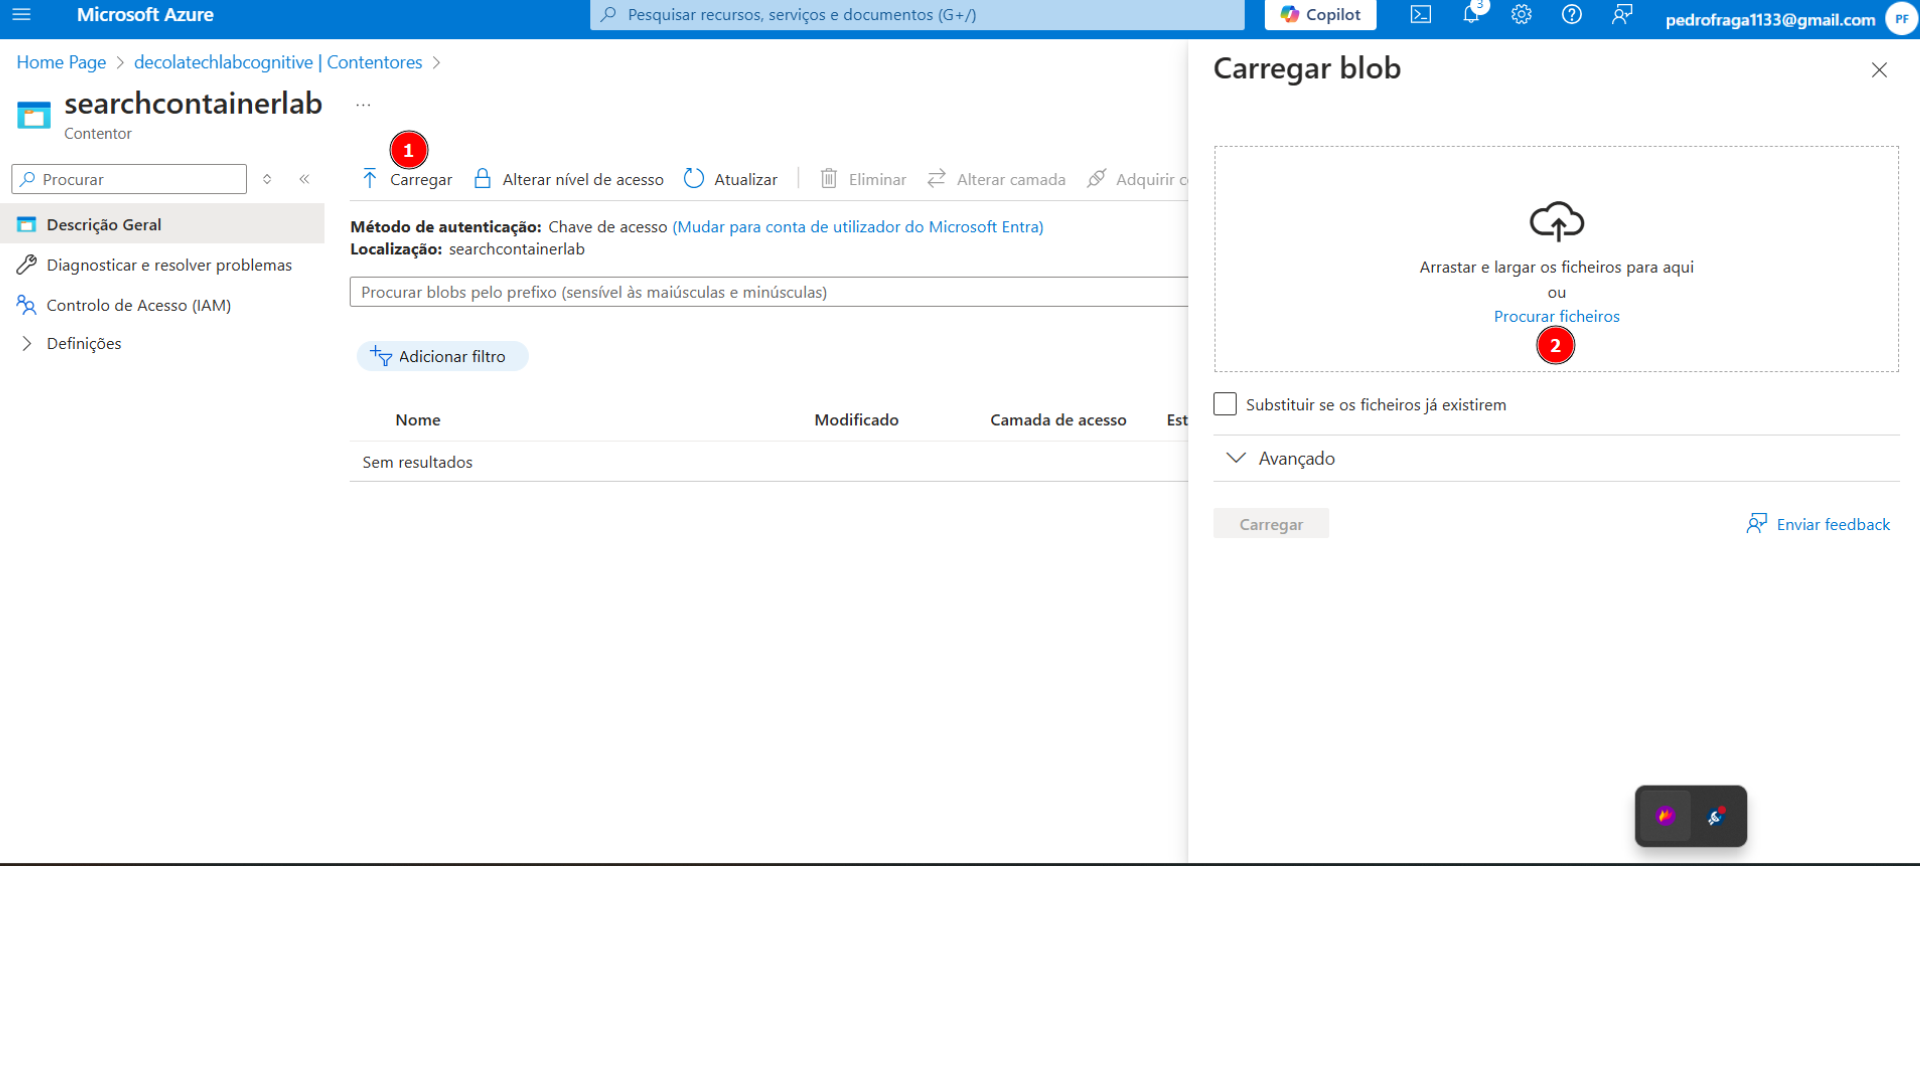 Microsoft Azure
Pesquisar recursos, serviços e documentos (G+/)
Copilot
3
pedrofraga1133@gmail.com
PF
Home Page > decolatechlabcognitive | Contentores >
searchcontainerlab ...
Contentor
Procurar
Descrição Geral
Diagnosticar e resolver problemas
Controlo de Acesso (IAM)
Definições
1
Carregar
Alterar nível de acesso
Atualizar
Eliminar
Alterar camada
Adquirir c
Método de autenticação: Chave de acesso (Mudar para conta de utilizador do Microsoft Entra)
Localização: searchcontainerlab
Procurar blobs pelo prefixo (sensível às maiúsculas e minúsculas)
Adicionar filtro
Nome Modificado Camada de acesso Est
Sem resultados
Carregar blob
Arrastar e largar os ficheiros para aqui
ou
Procurar ficheiros
2
Substituir se os ficheiros já existirem
Avançado
Carregar
Enviar feedback